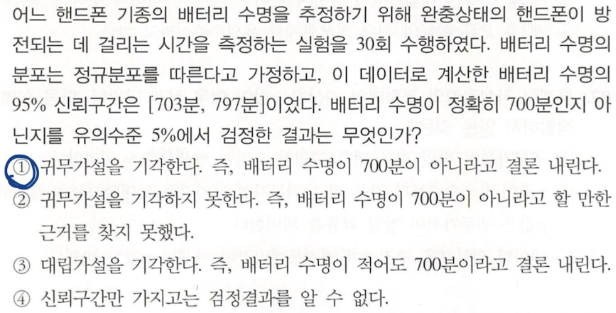 어느 핸드폰 기종의 배터리 수명을 추정하기 위해 완충상태의 핸드폰이 방
전되는 데 걸리는 시간을 측정하는 실험을 30회 수행하였다. 배터리 수명의
분포는 정규분포를 따른다고 가정하고, 이 데이터로 계산한 배터리 수명의
95% 신뢰구간은 [703분, 797분]이었다. 배터리 수명이 정확히 700분인지 아
닌지를 유의수준 5%에서 검정한 결과는 무엇인가?
① 귀무가설을 기각한다. 즉, 배터리 수명이 700분이 아니라고 결론 내린다.
② 귀무가설을 기각하지 못한다. 즉, 배터리 수명이 700분이 아니라고 할 만한
근거를 찾지 못했다.
③ 대립가설을 기각한다. 즉, 배터리 수명이 적어도 700분이라고 결론 내린다.
④ 신뢰구간만 가지고는 검정결과를 알 수 없다.